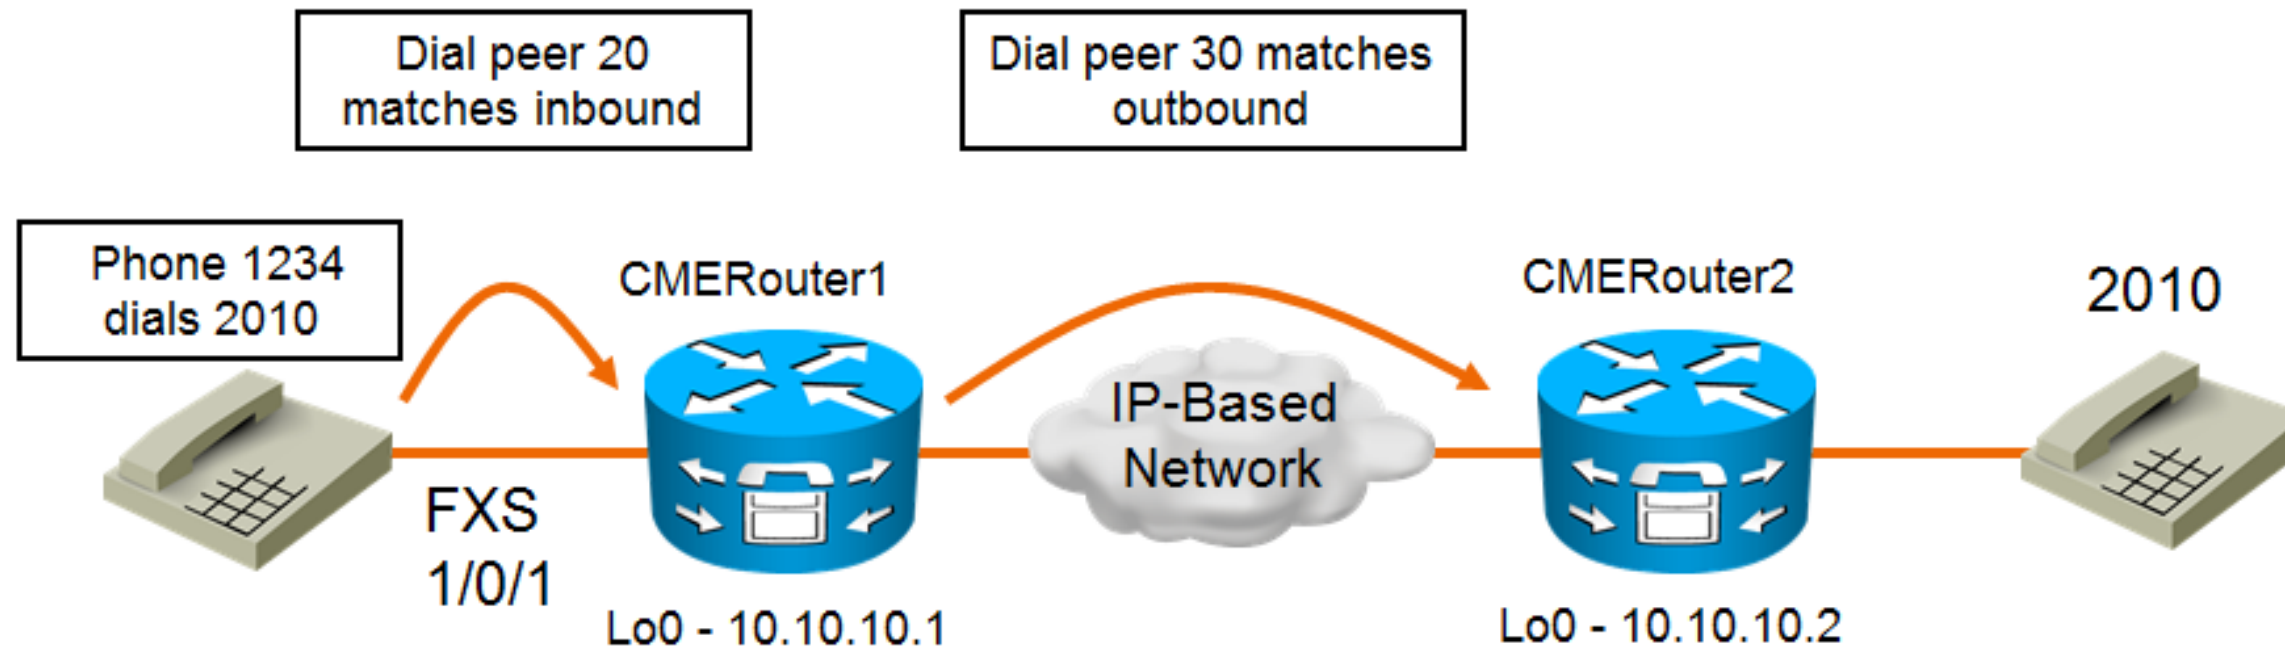 Dial peer 20
matches inbound
Dial peer 30 matches
outbound
Phone 1234
dials 2010
CMERouter1
CMERouter2
2010
IP-Based
Network
FXS
1/0/1
Lo0 - 10.10.10.1
Lo0 - 10.10.10.2